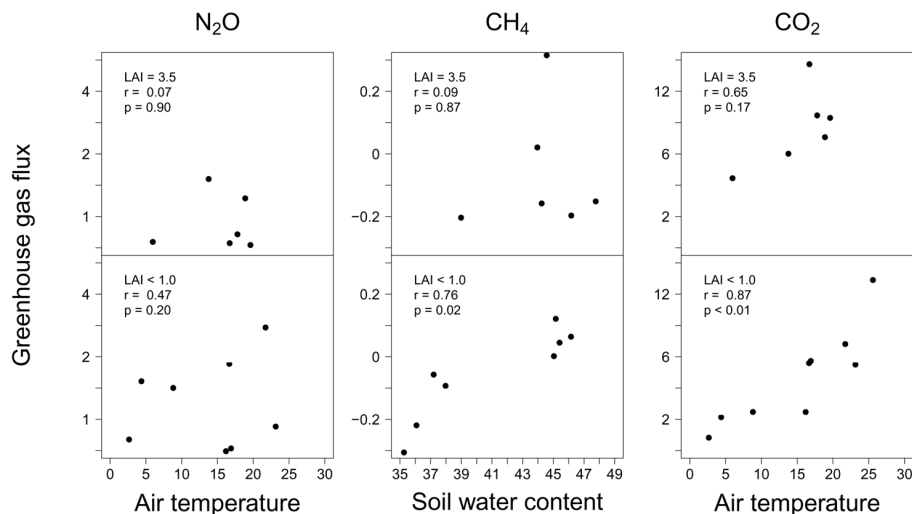 N₂O
CH₄
CO₂
Greenhouse gas flux
LAI = 3.5
r = 0.07
p = 0.90
4
2
1
LAI = 3.5
r = 0.09
p = 0.87
0.2
0
−0.2
LAI = 3.5
r = 0.65
p = 0.17
12
6
2
LAI < 1.0
r = 0.47
p = 0.20
4
2
1
LAI < 1.0
r = 0.76
p = 0.02
0.2
0
−0.2
LAI < 1.0
r = 0.87
p < 0.01
12
6
2
0 5 10 15 20 25 30
35 37 39 41 43 45 47 49
0 5 10 15 20 25 30
Air temperature
Soil water content
Air temperature